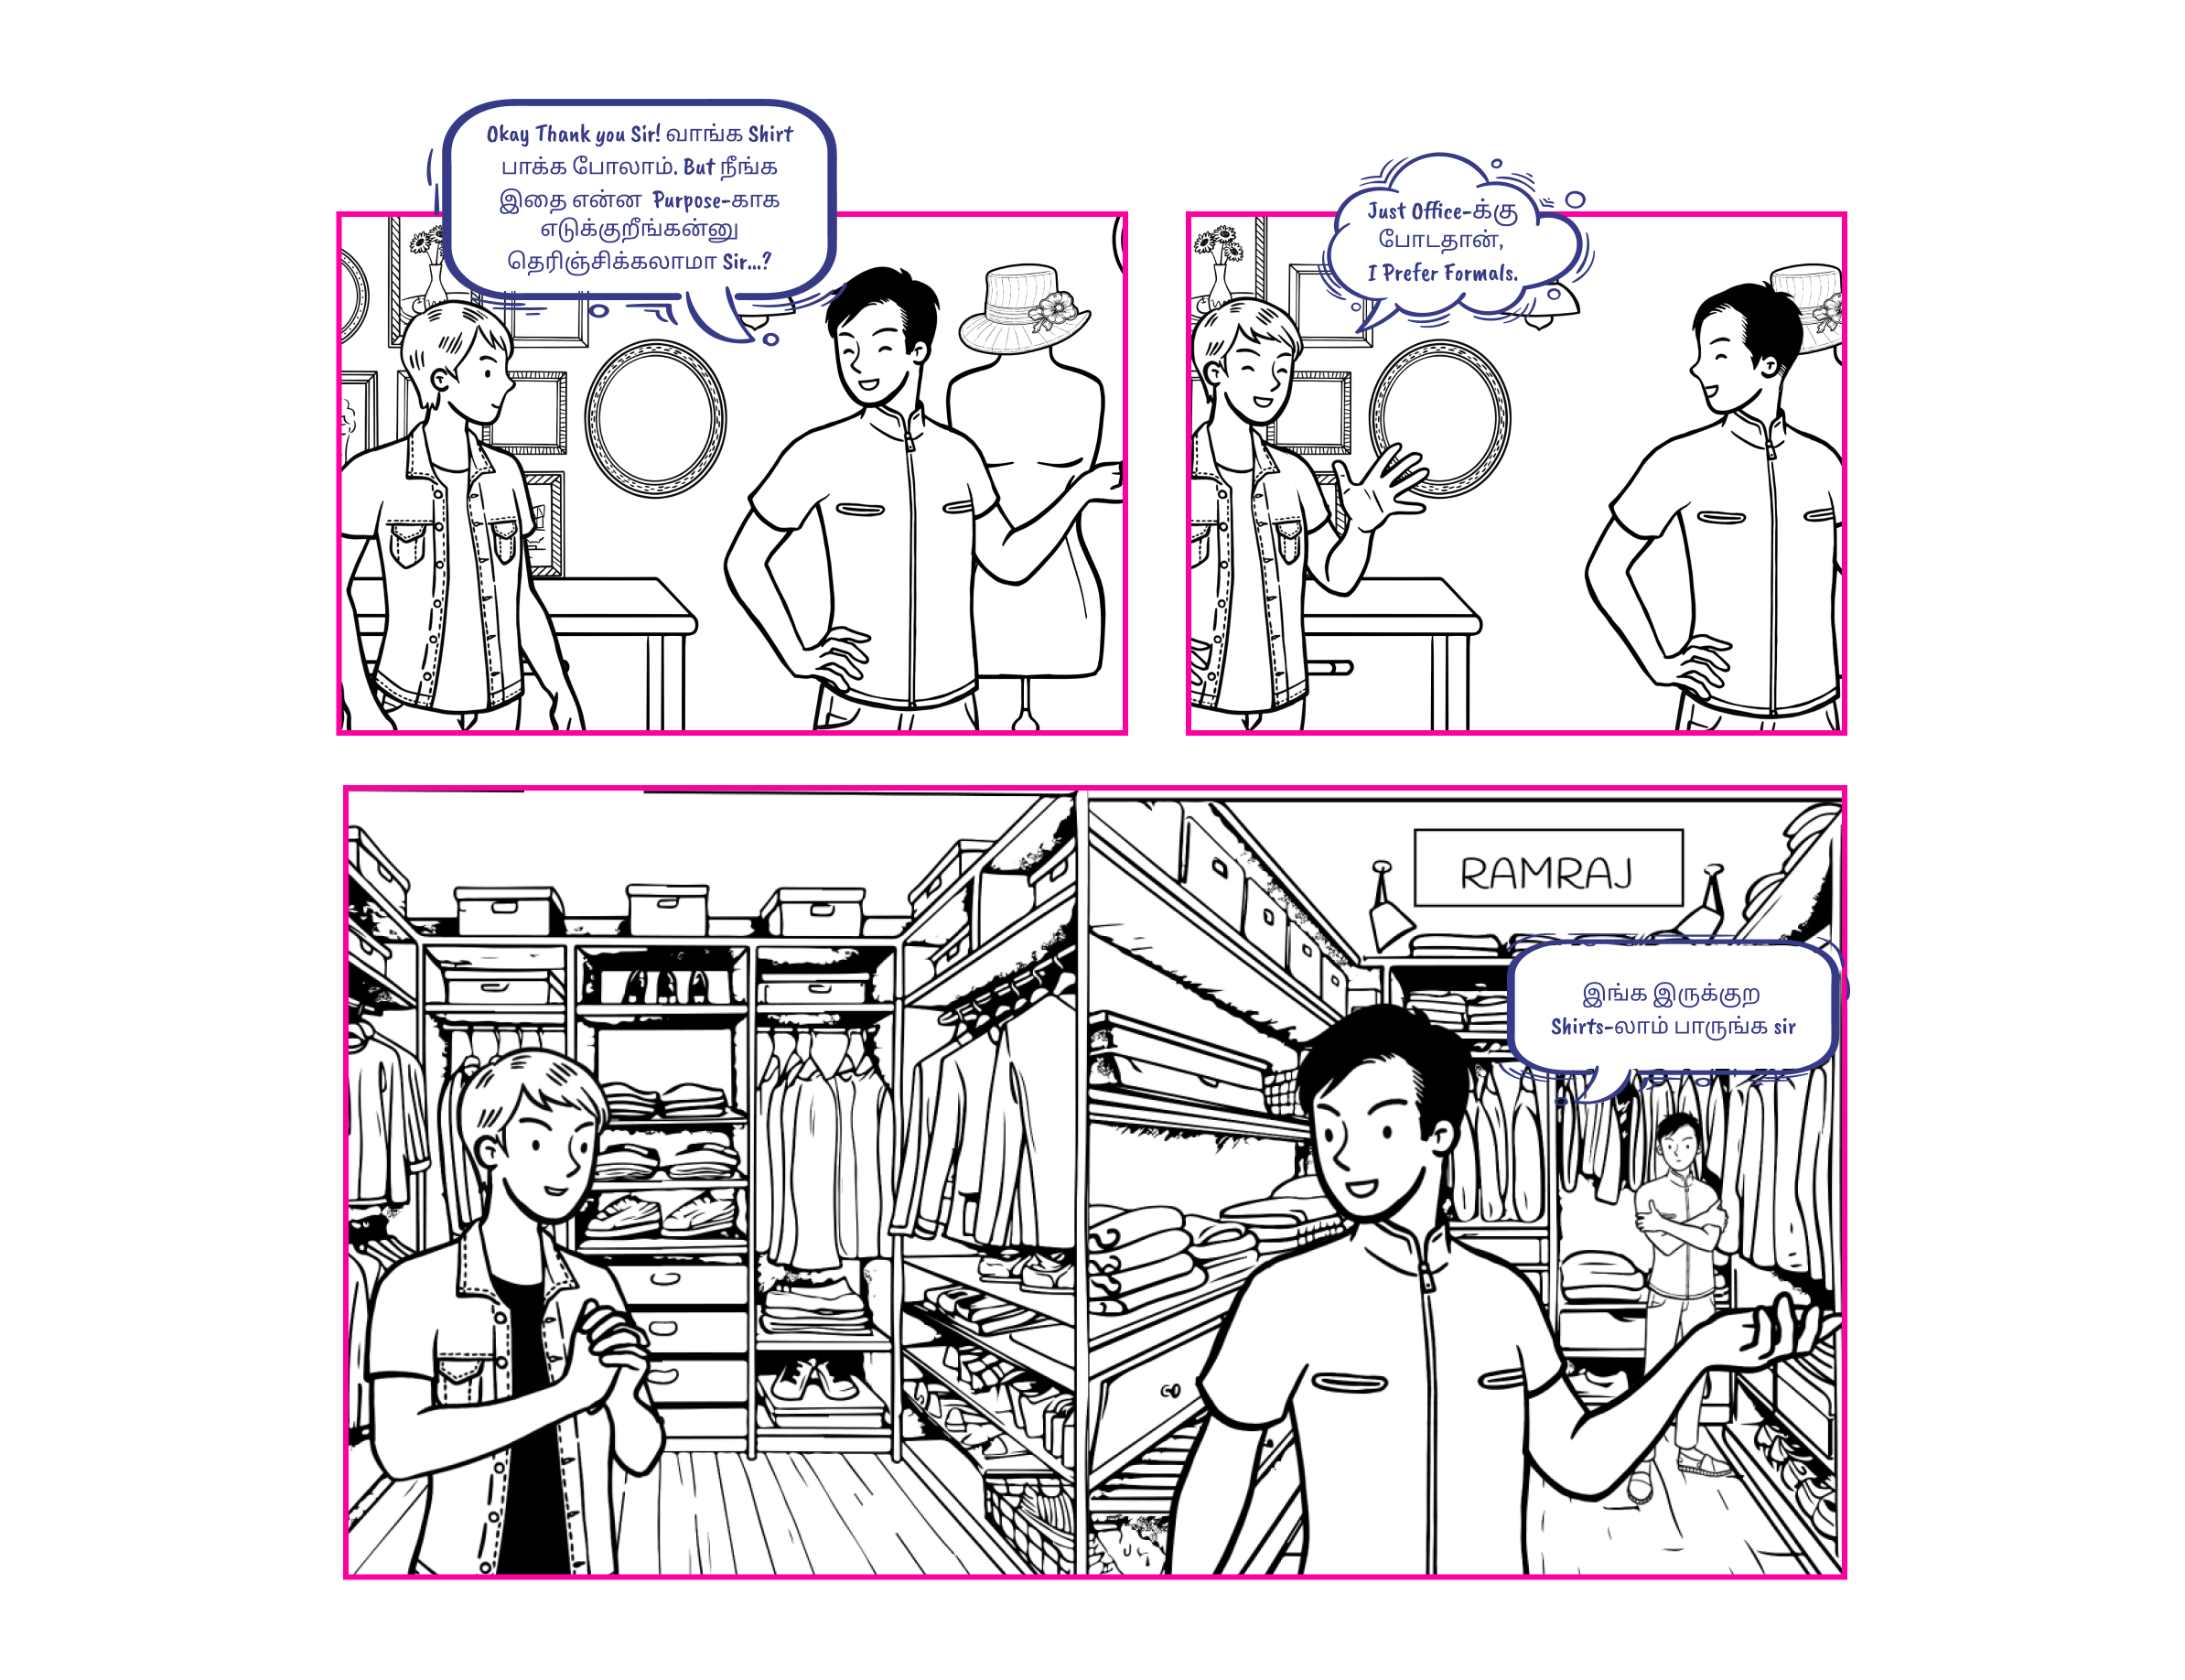 Okay Thank you Sir! வாங்க Shirt
பாக்க போலாம். But நீங்க
இதை என்ன Purpose-காக
எடுக்குறீங்கன்னு
தெரிஞ்சிக்கலாமா Sir...?
Just Office-க்கு
போடதான்,
I Prefer Formals.
RAMRAJ
இங்க இருக்குற
Shirts-லாம் பாருங்க sir